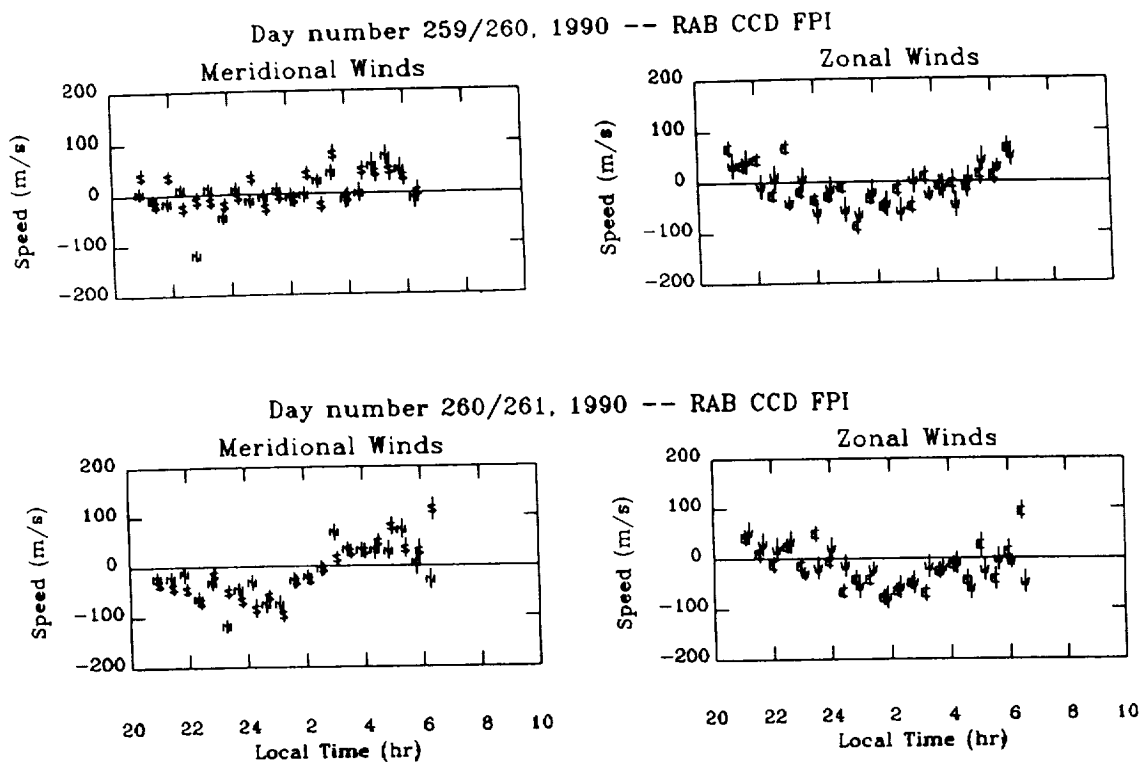 Day number 259/260, 1990 -- RAB CCD FPI
Meridional Winds
Zonal Winds
200
100
0
-100
-200
Speed (m/s)
200
100
0
-100
-200
Speed (m/s)
Day number 260/261, 1990 -- RAB CCD FPI
Meridional Winds
Zonal Winds
200
100
0
-100
-200
Speed (m/s)
200
100
0
-100
-200
Speed (m/s)
20 22 24 2 4 6 8 10
Local Time (hr)
20 22 24 2 4 6 8 10
Local Time (hr)